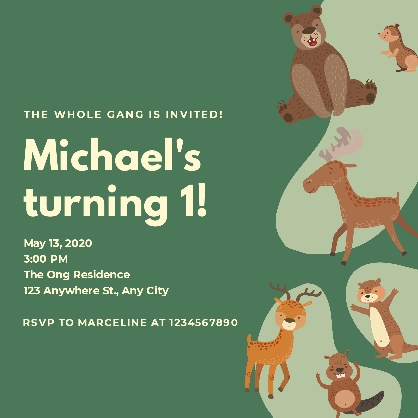 THE WHOLE GANG IS INVITED!
Michael's
turning 1!
May 13, 2020
3:00 PM
The Ong Residence
123 Anywhere St., Any City
RSVP TO MARCELINE AT 1234567890